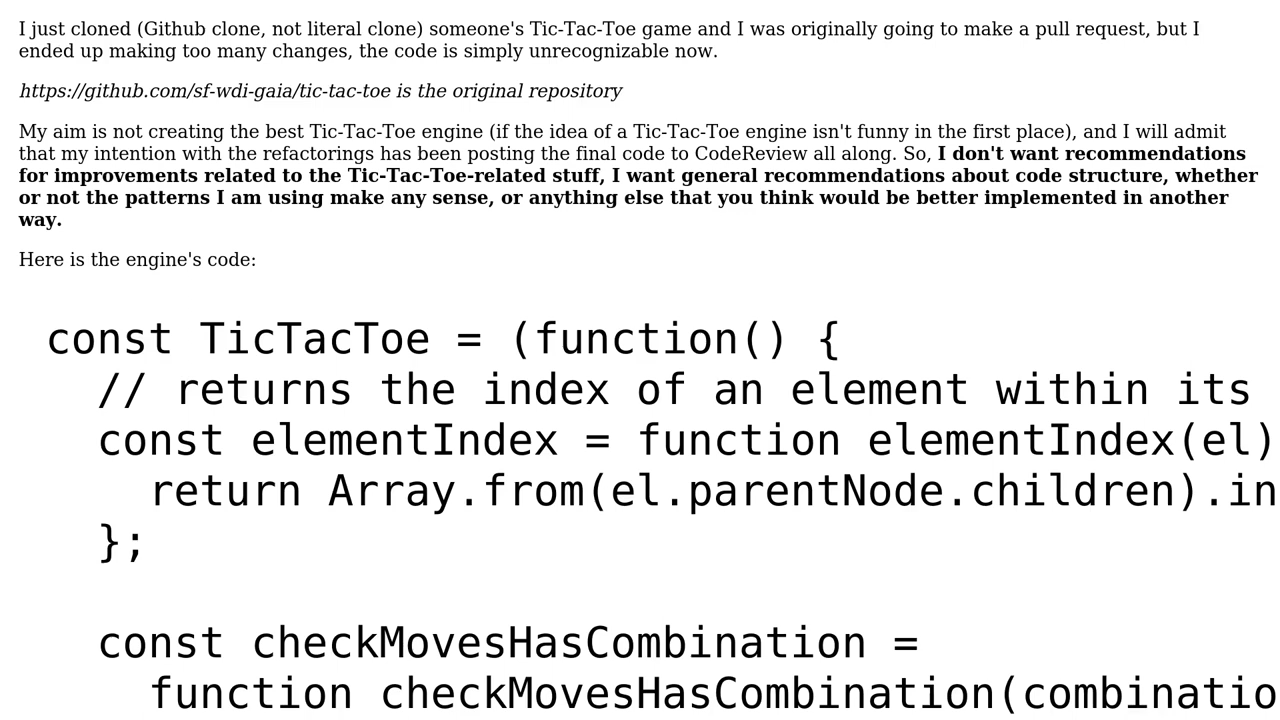 I just cloned (Github clone, not literal clone) someone's Tic-Tac-Toe game and I was originally going to make a pull request, but I
ended up making too many changes, the code is simply unrecognizable now.
https://github.com/sf-wdi-gaia/tic-tac-toe is the original repository
My aim is not creating the best Tic-Tac-Toe engine (if the idea of a Tic-Tac-Toe engine isn't funny in the first place), and I will admit
that my intention with the refactorings has been posting the final code to CodeReview all along. So, I don't want recommendations
for improvements related to the Tic-Tac-Toe-related stuff, I want general recommendations about code structure, whether
or not the patterns I am using make any sense, or anything else that you think would be better implemented in another
way.
Here is the engine's code:
const TicTacToe = (function() {
// returns the index of an element within its
const elementIndex = function elementIndex(el)
return Array.from(el.parentNode.children).in
};
const checkMovesHasCombination =
function checkMovesHasCombination(combinatio